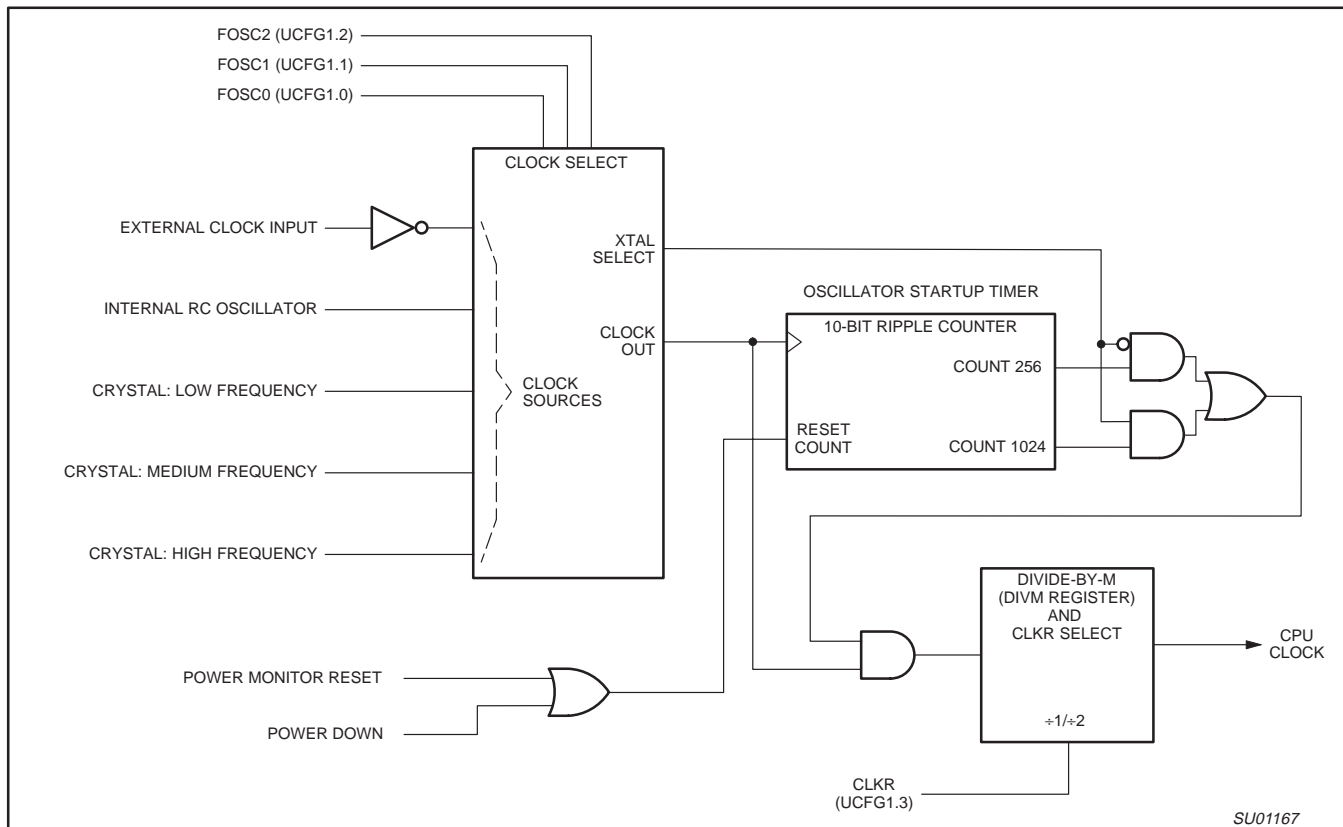 FOSC2 (UCFG1.2)
FOSC1 (UCFG1.1)
FOSC0 (UCFG1.0)
CLOCK SELECT
EXTERNAL CLOCK INPUT
XTAL
SELECT
INTERNAL RC OSCILLATOR
OSCILLATOR STARTUP TIMER
10-BIT RIPPLE COUNTER
CLOCK
OUT
COUNT 256
CRYSTAL: LOW FREQUENCY
CLOCK
SOURCES
RESET
COUNT
COUNT 1024
CRYSTAL: MEDIUM FREQUENCY
CRYSTAL: HIGH FREQUENCY
DIVIDE-BY-M
(DIVM REGISTER)
AND
CLKR SELECT
CPU
CLOCK
POWER MONITOR RESET
POWER DOWN
÷1/÷2
CLKR
(UCFG1.3)
SU01167